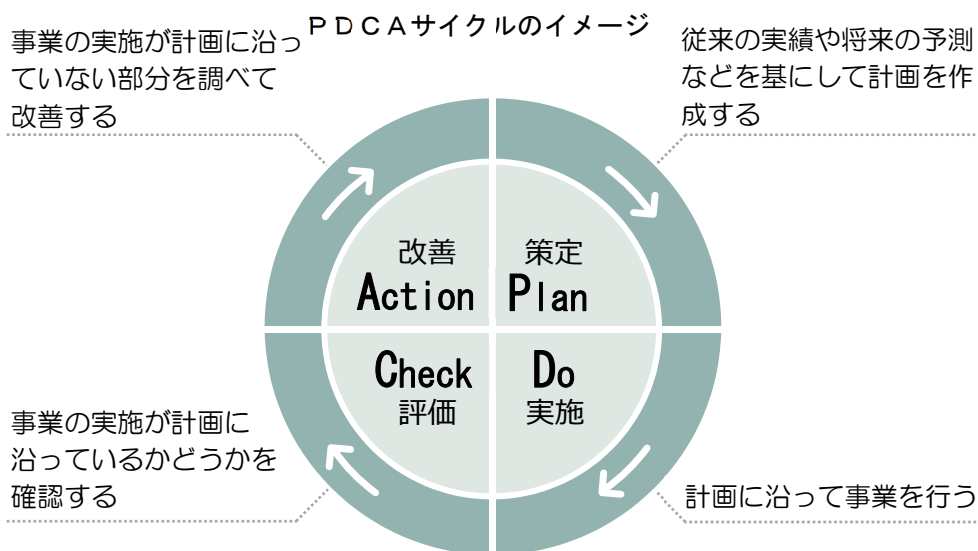 PDCAサイクルのイメージ
事業の実施が計画に沿っ
ていない部分を調べて
改善する
従来の実績や将来の予測
などを基にして計画を作
成する
改善
Action
策定
Plan
Check
評価
Do
実施
事業の実施が計画に
沿っているかどうかを
確認する
計画に沿って事業を行う